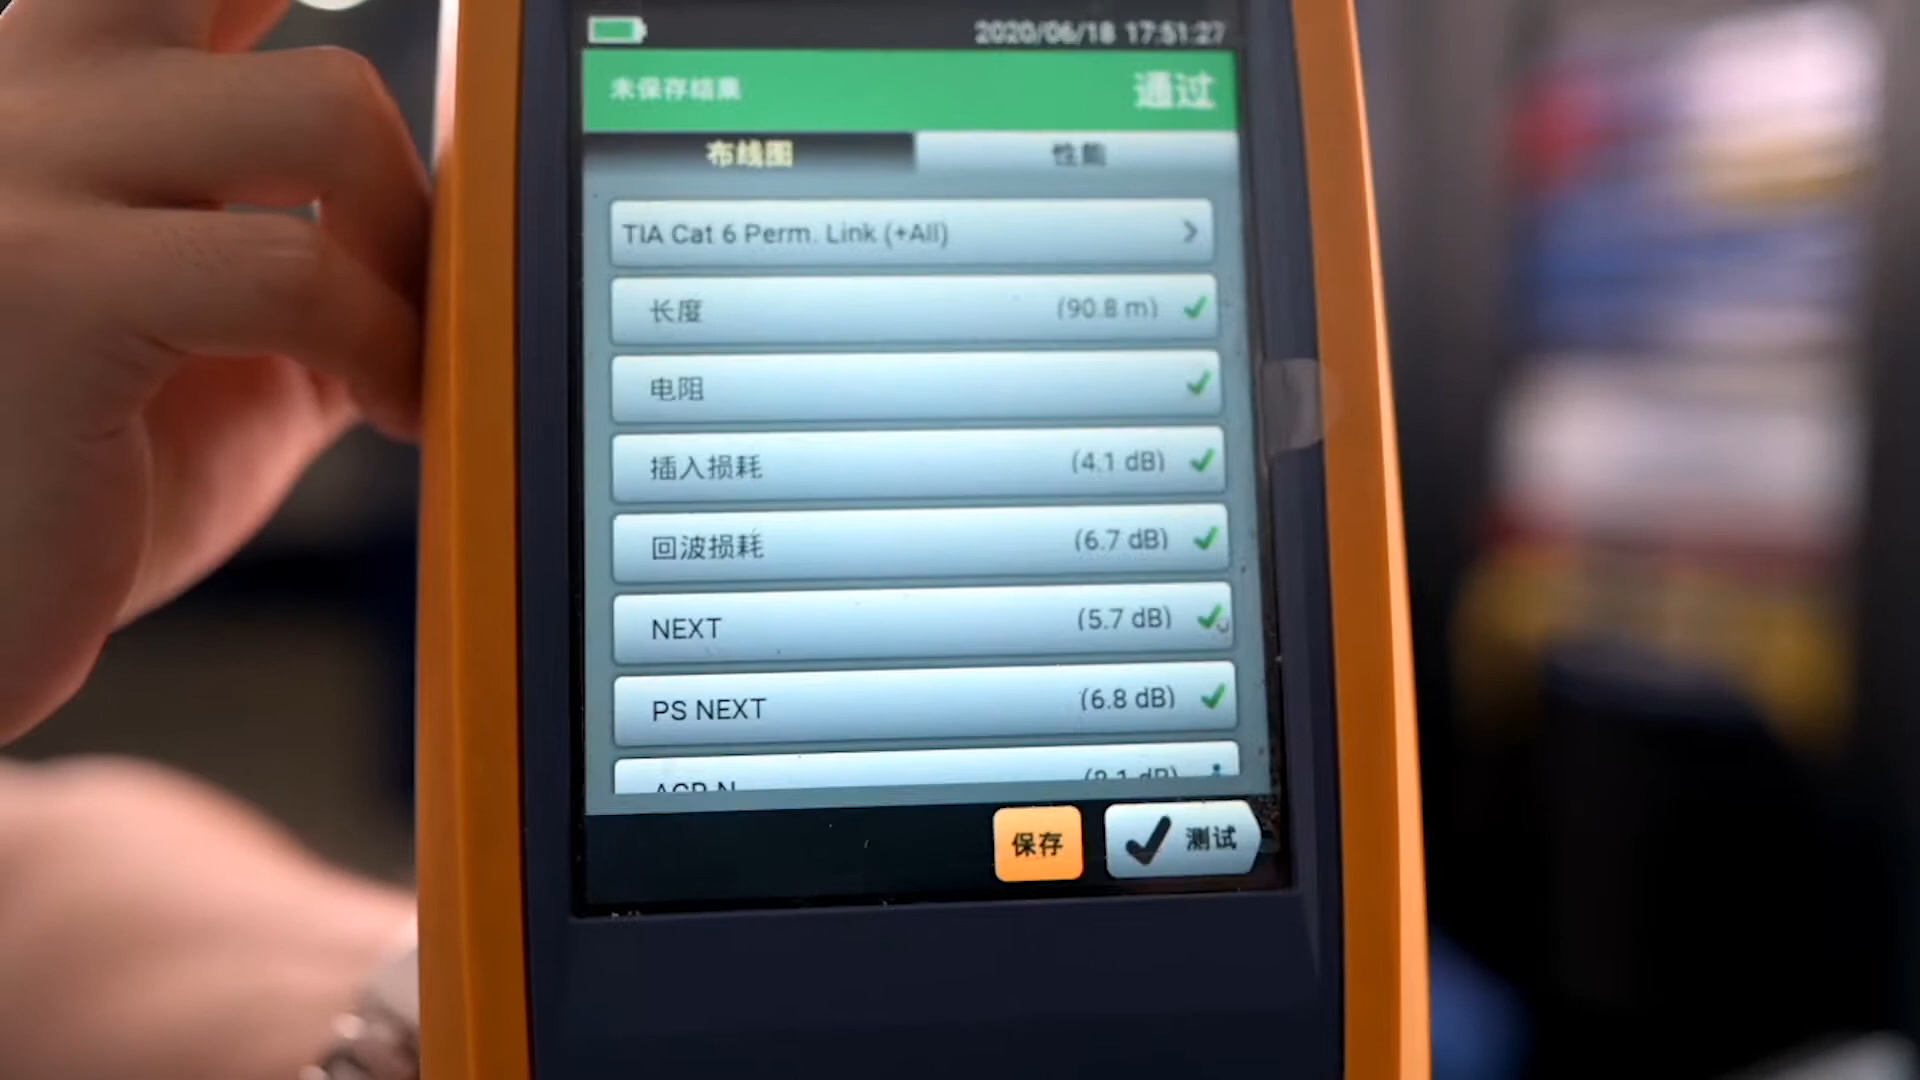 2020/06/18 17:51:27
未保存结果 通过
布线图 性能
TIA Cat 6 Perm. Link (+All)
长度 (90.8 m)
电阻
插入损耗 (4.1 dB)
回波损耗 (6.7 dB)
NEXT (5.7 dB)
PS NEXT (6.8 dB)
保存 测试